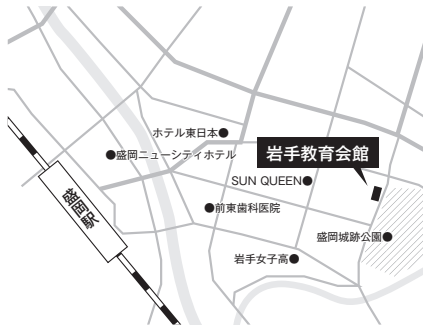 ホテル東日本●
●盛岡ニューシティホテル
岩手教育会館
SUN QUEEN●
盛岡駅
●前東歯科医院
盛岡城跡公園●
岩手女子高●